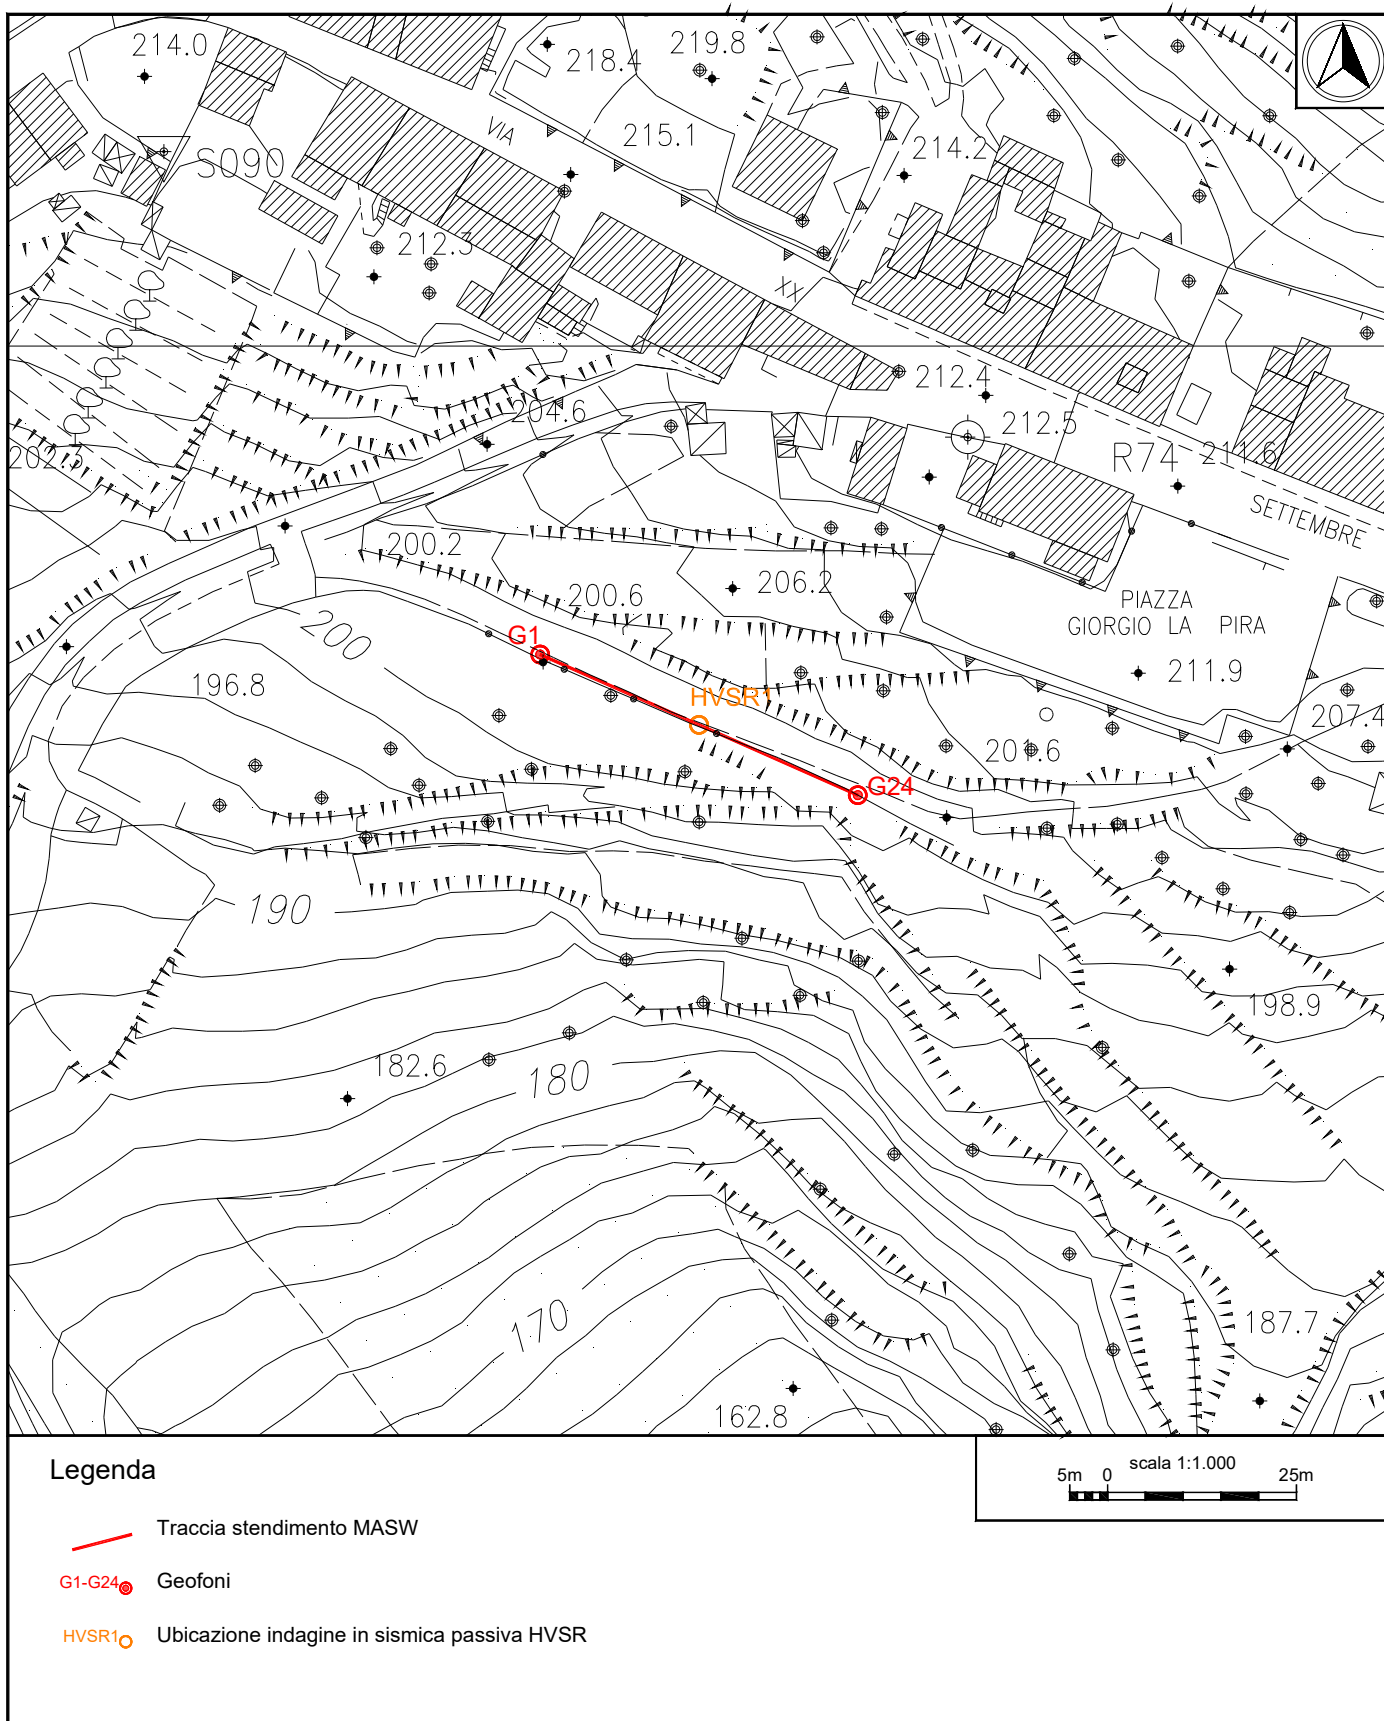 214.0
219.8
218.4
VIA
215.1
214.2
S090
212.3
XX
212.4
204.6
212.5
R74
211.6
202.3
SETTEMBRE
200.2
206.2
200.6
PIAZZA
GIORGIO LA PIRA
200
G1
211.9
196.8
HVSR1
207.4
201.6
G24
190
198.9
182.6
180
170
187.7
162.8
Legenda
scala 1:1.000
5m 0 25m
Traccia stendimento MASW
G1-G24 Geofoni
HVSR1 Ubicazione indagine in sismica passiva HVSR